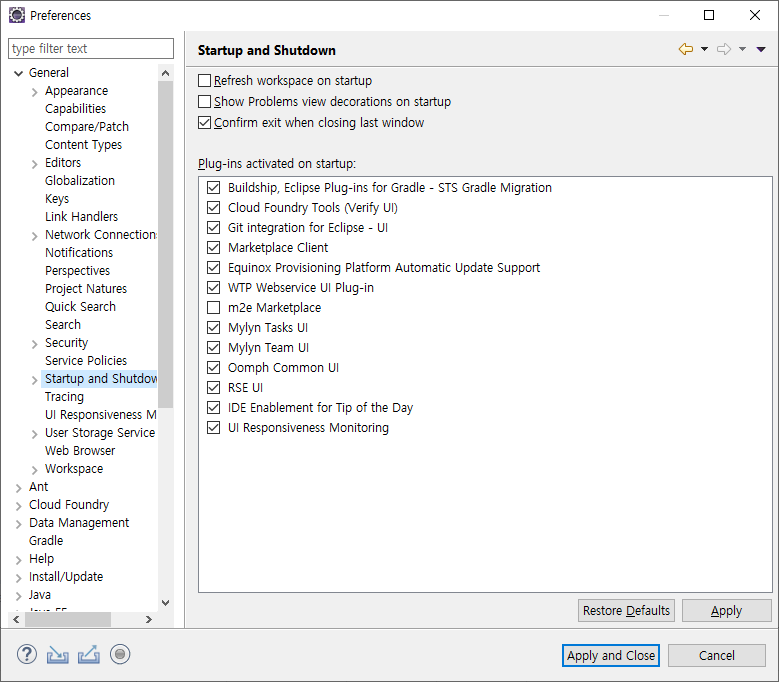 Preferences
type filter text
General
Appearance
Capabilities
Compare/Patch
Content Types
Editors
Globalization
Keys
Link Handlers
Network Connection
Notifications
Perspectives
Project Natures
Quick Search
Search
Security
Service Policies
Startup and Shutdow
Tracing
UI Responsiveness M
User Storage Service
Web Browser
Workspace
Ant
Cloud Foundry
Data Management
Gradle
Help
Install/Update
Java
Java EE
Startup and Shutdown
Refresh workspace on startup
Show Problems view decorations on startup
Confirm exit when closing last window
Plug-ins activated on startup:
Buildship, Eclipse Plug-ins for Gradle - STS Gradle Migration
Cloud Foundry Tools (Verify UI)
Git integration for Eclipse - UI
Marketplace Client
Equinox Provisioning Platform Automatic Update Support
WTP Webservice UI Plug-in
m2e Marketplace
Mylyn Tasks UI
Mylyn Team UI
Oomph Common UI
RSE UI
IDE Enablement for Tip of the Day
UI Responsiveness Monitoring
Restore Defaults
Apply
Apply and Close
Cancel